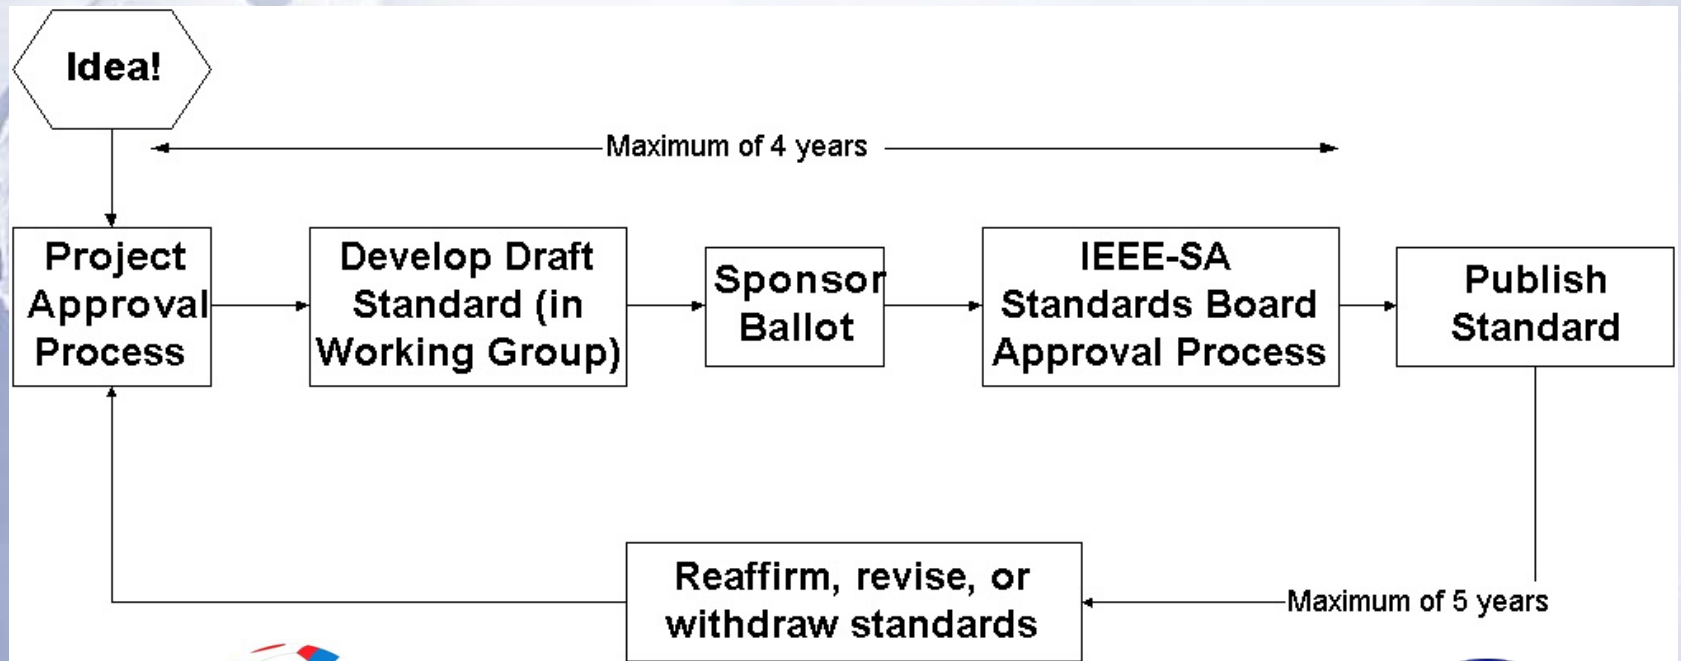 Idea!
Maximum of 4 years
Project
Approval
Process
Develop Draft
Standard (in
Working Group)
Sponsor
Ballot
IEEE-SA
Standards Board
Approval Process
Publish
Standard
Reaffirm, revise, or
withdraw standards
Maximum of 5 years